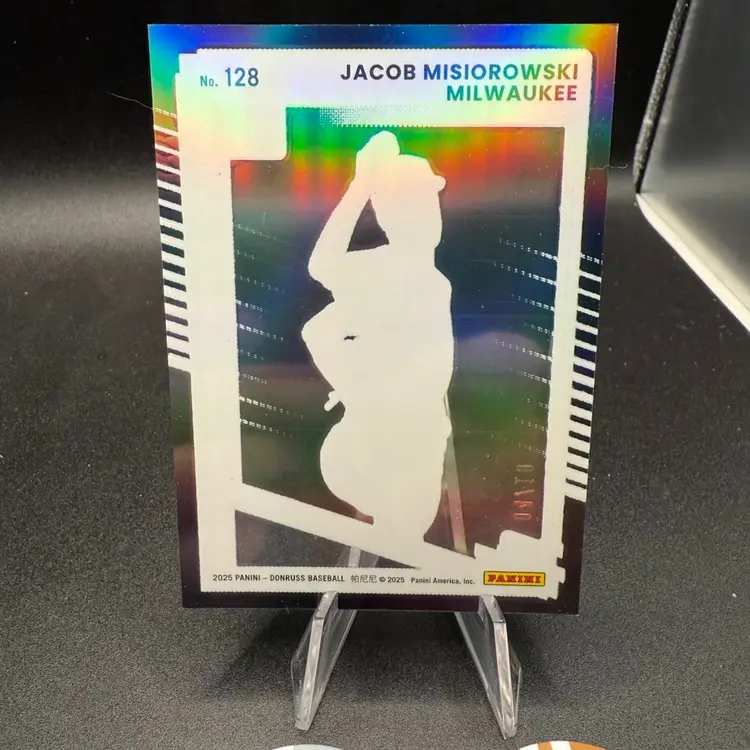 No. 128
JACOB MISIOROWSKI
MILWAUKEE
2025 PANINI – DONRUSS BASEBALL 帕尼尼 © 2025 Panini America, Inc.
PANINI